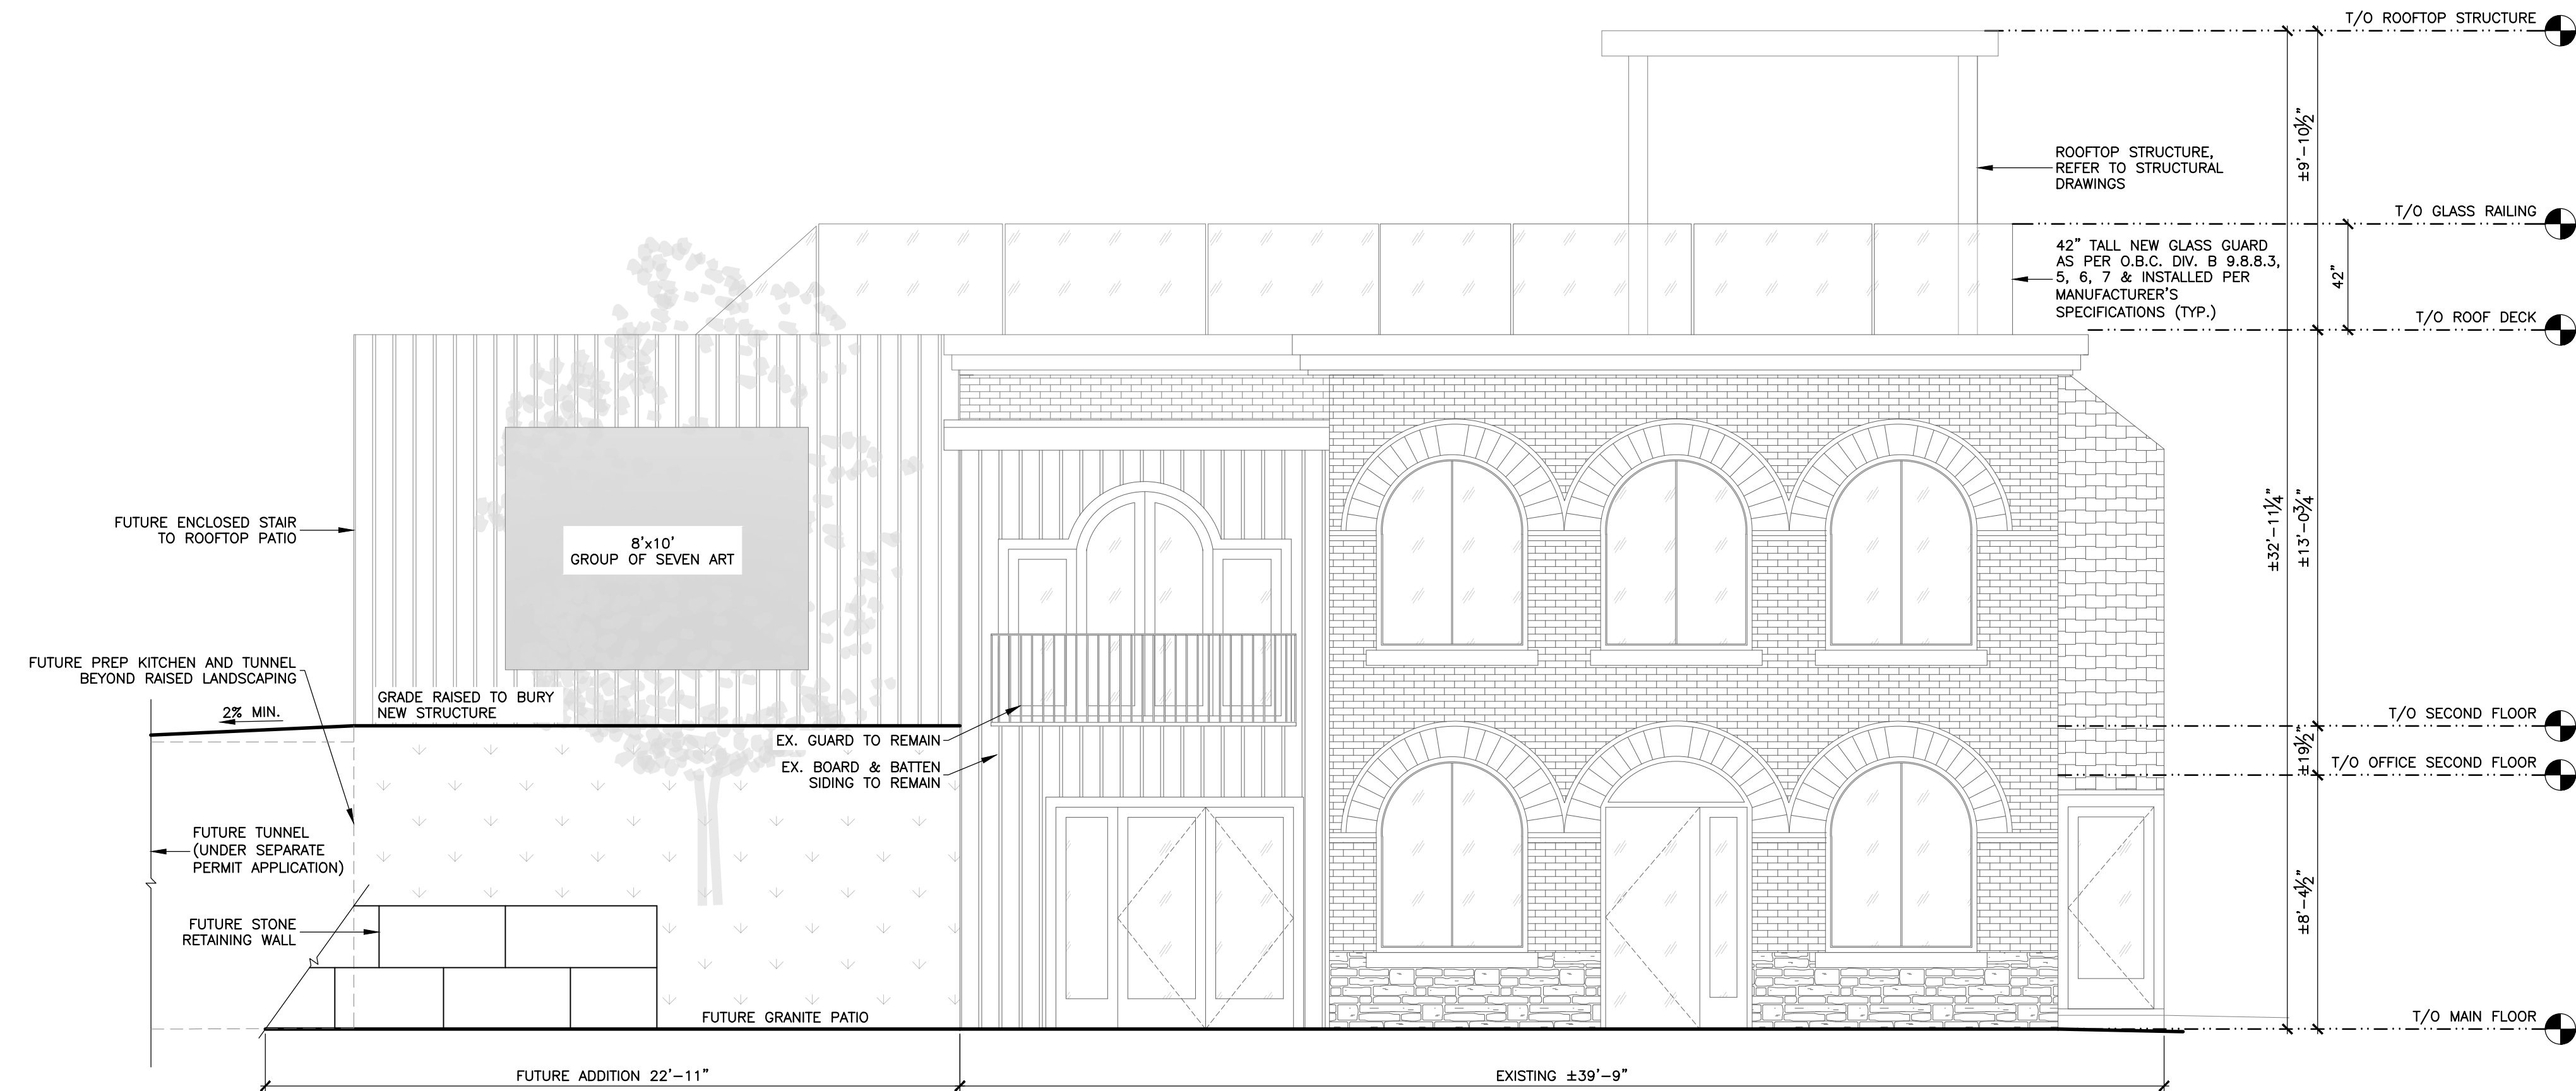 T/O ROOFTOP STRUCTURE
±9'-10½"
ROOFTOP STRUCTURE,
REFER TO STRUCTURAL
DRAWINGS
T/O GLASS RAILING
42" TALL NEW GLASS GUARD
AS PER O.B.C. DIV. B 9.8.8.3,
5, 6, 7 & INSTALLED PER
MANUFACTURER'S
SPECIFICATIONS (TYP.)
42"
T/O ROOF DECK
FUTURE ENCLOSED STAIR
TO ROOFTOP PATIO
8'x10'
GROUP OF SEVEN ART
±32'-11¼"
±13'-0¾"
FUTURE PREP KITCHEN AND TUNNEL
BEYOND RAISED LANDSCAPING
GRADE RAISED TO BURY
NEW STRUCTURE
2% MIN.
T/O SECOND FLOOR
EX. GUARD TO REMAIN
±19½"
T/O OFFICE SECOND FLOOR
EX. BOARD & BATTEN
SIDING TO REMAIN
FUTURE TUNNEL
(UNDER SEPARATE
PERMIT APPLICATION)
±8'-4½"
FUTURE STONE
RETAINING WALL
FUTURE GRANITE PATIO
T/O MAIN FLOOR
FUTURE ADDITION 22'-11"
EXISTING ±39'-9"